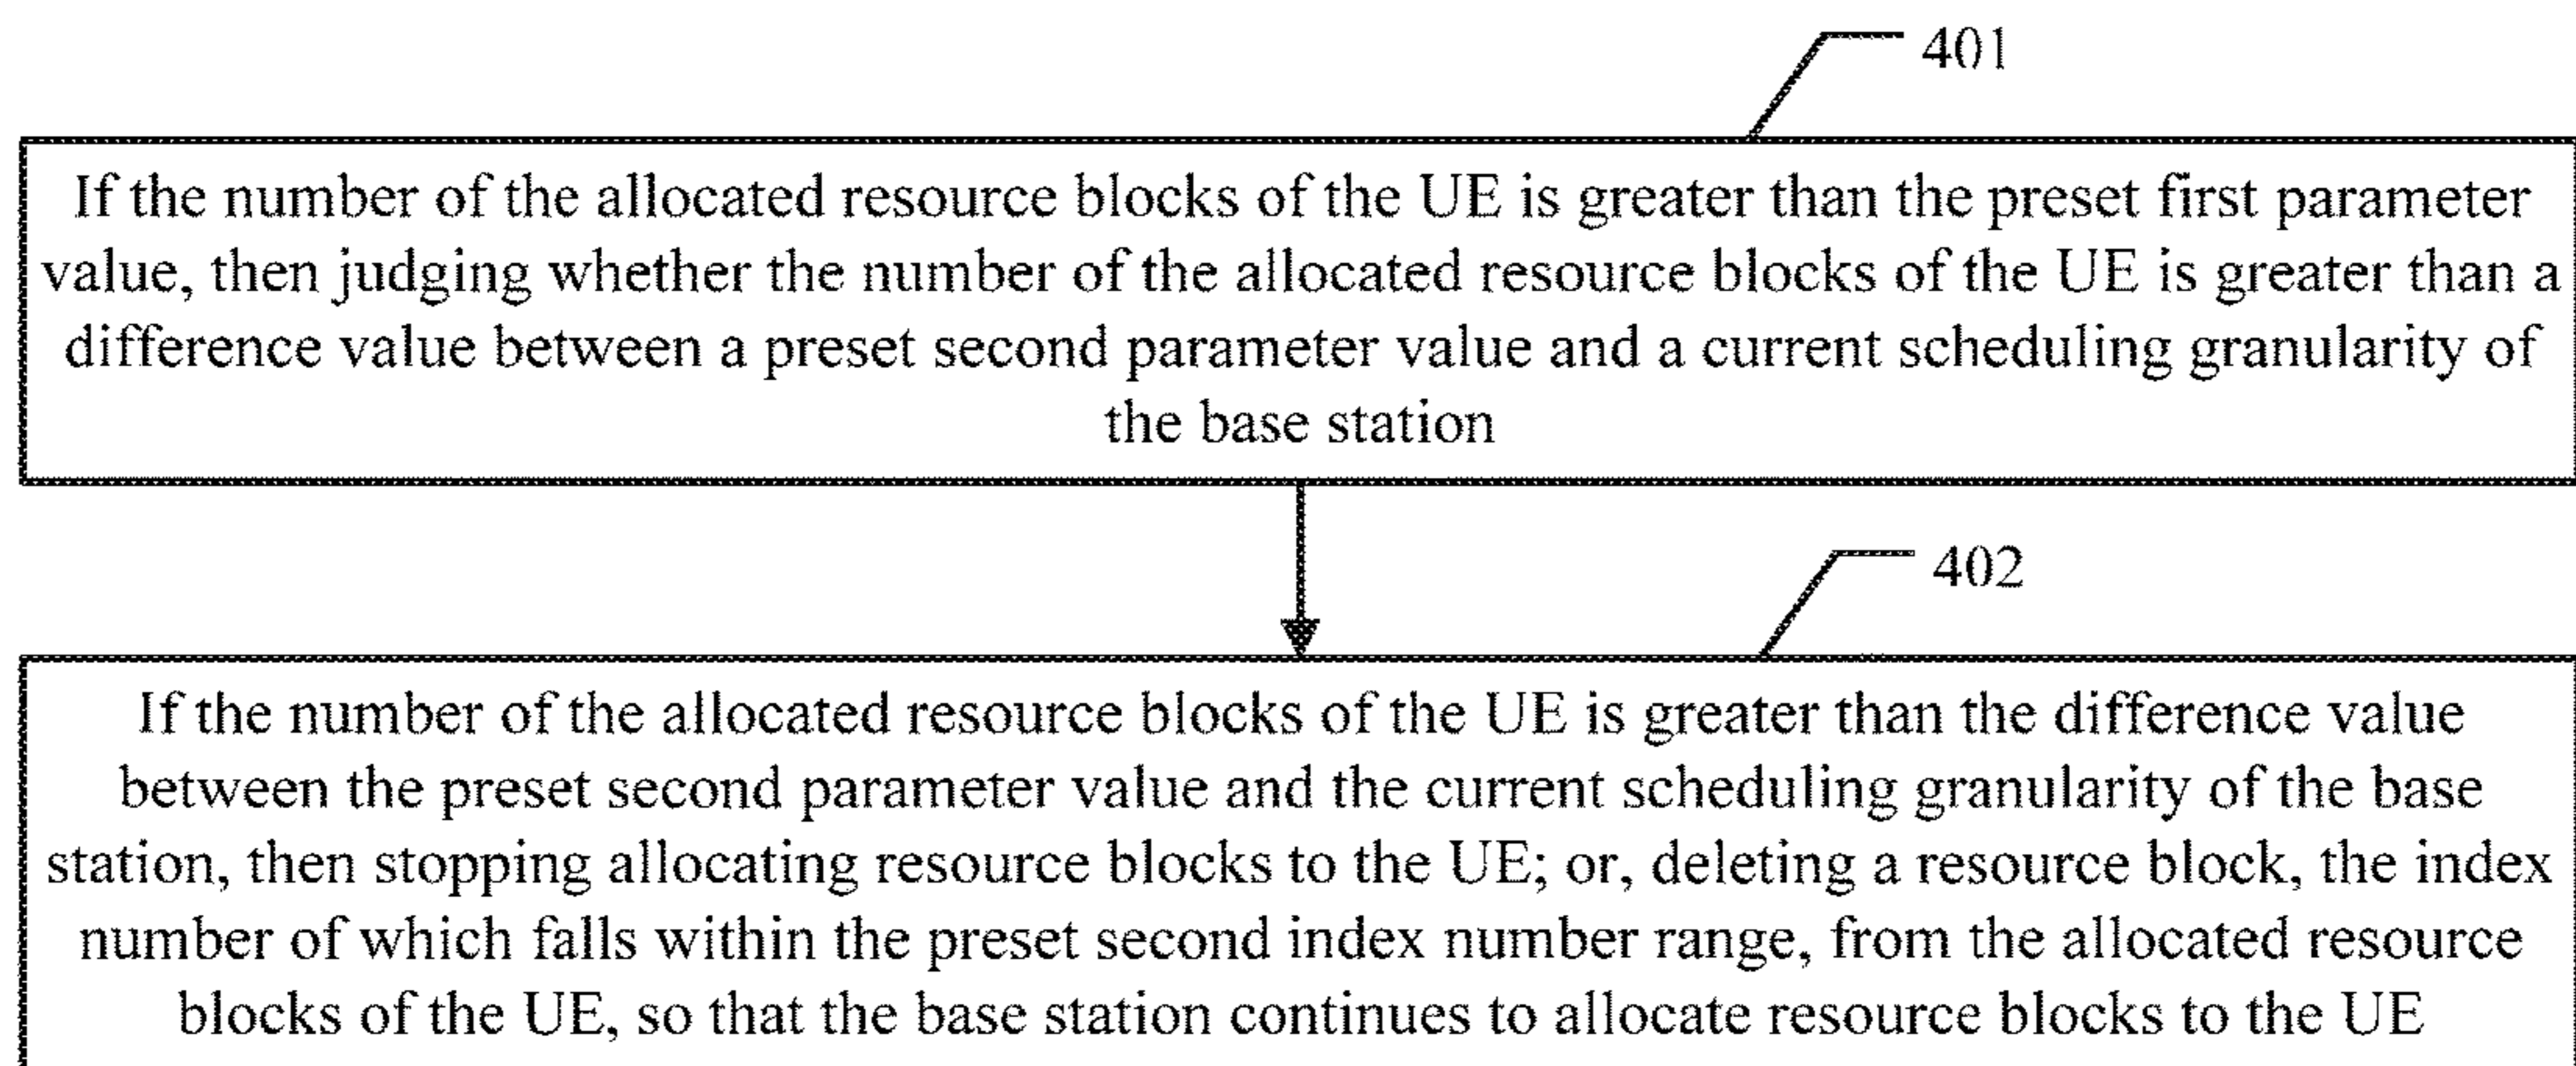 401
If the number of the allocated resource blocks of the UE is greater than the preset first parameter
value, then judging whether the number of the allocated resource blocks of the UE is greater than a
difference value between a preset second parameter value and a current scheduling granularity of
the base station
402
If the number of the allocated resource blocks of the UE is greater than the difference value
between the preset second parameter value and the current scheduling granularity of the base
station, then stopping allocating resource blocks to the UE; or, deleting a resource block, the index
number of which falls within the preset second index number range, from the allocated resource
blocks of the UE, so that the base station continues to allocate resource blocks to the UE